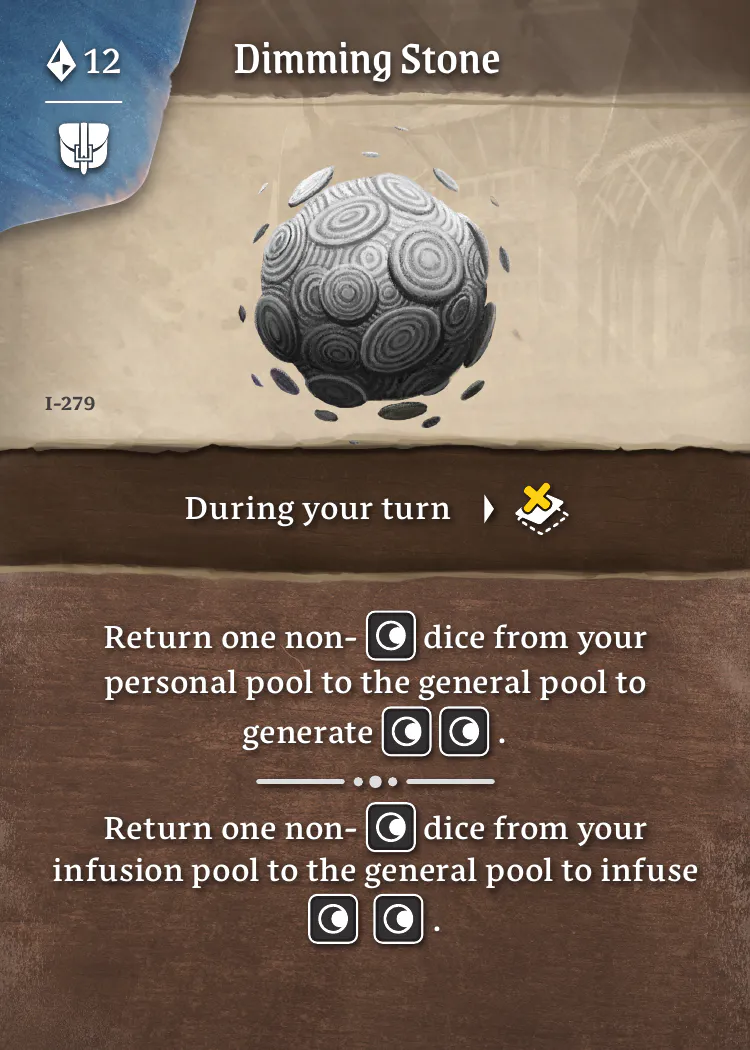 12
Dimming Stone
I-279
During your turn
Return one non- dice from your
personal pool to the general pool to
generate .
Return one non- dice from your
infusion pool to the general pool to infuse
.